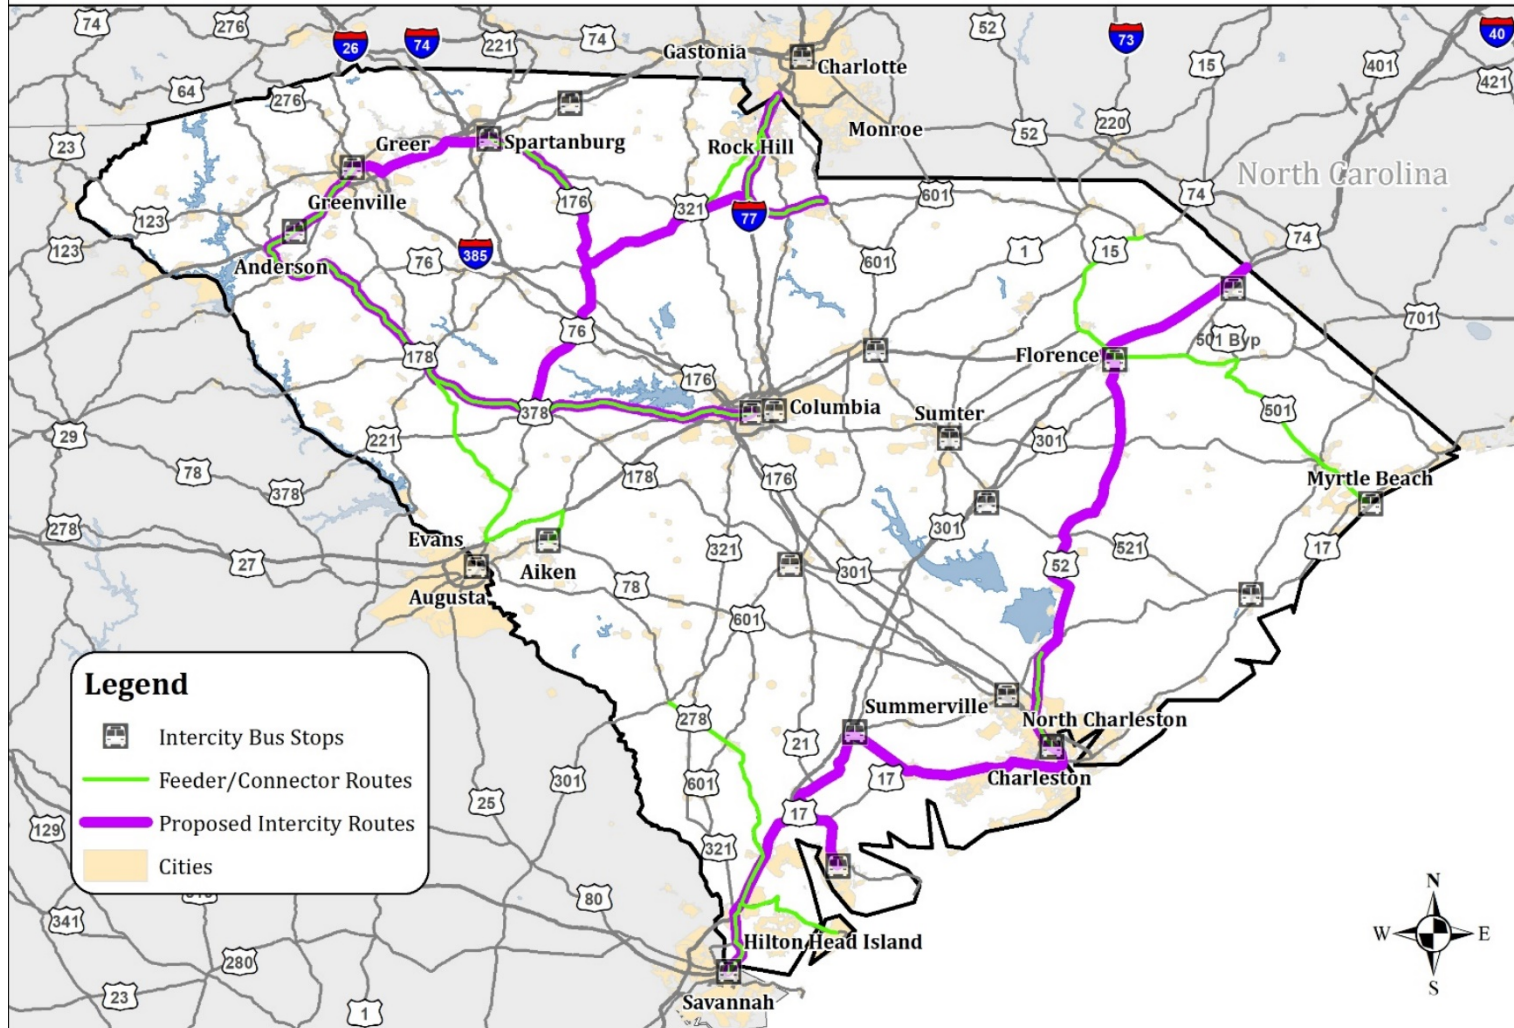 74
276
26
74
221
74
Gastonia
Charlotte
52
73
15
401
40
421
64
276
23
Greer
Spartanburg
Rock Hill
Monroe
52
220
North Carolina
74
123
123
Greenville
176
321
77
601
74
Anderson
76
385
601
1
15
701
178
76
176
Florence
501 Byp
29
221
378
Columbia
Sumter
301
501
78
378
178
176
Myrtle Beach
278
27
Evans
Augusta
Aiken
321
301
301
52
521
17
78
601
Legend
Intercity Bus Stops
Feeder/Connector Routes
Proposed Intercity Routes
Cities
278
Summerville
North Charleston
Charleston
21
17
601
301
25
17
129
321
80
341
280
23
1
Hilton Head Island
Savannah
N
W
E
S